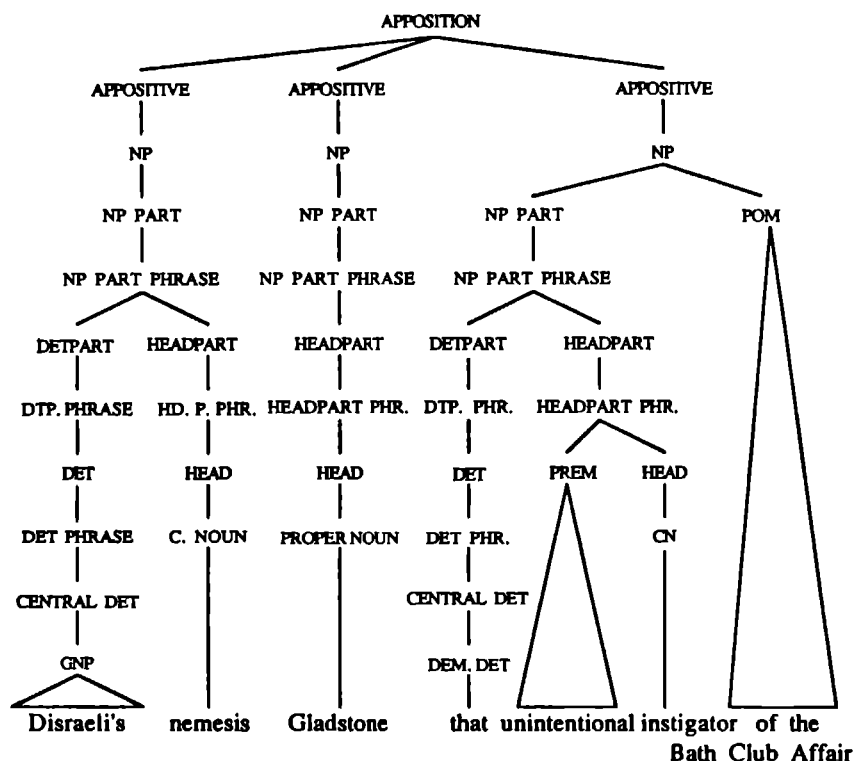 APPOSITION
APPOSITIVE APPOSITIVE APPOSITIVE
NP NP NP
NP PART NP PART NP PART POM
NP PART PHRASE NP PART PHRASE NP PART PHRASE
DETPART HEADPART HEADPART DETPART HEADPART
DTP. PHRASE HD. P. PHR. HEADPART PHR. DTP. PHR. HEADPART PHR.
DET HEAD HEAD DET PREM HEAD
DET PHRASE C. NOUN PROPER NOUN DET PHR. CN
CENTRAL DET CENTRAL DET
GNP DEM. DET
Disraeli's nemesis Gladstone that unintentional instigator of the
Bath Club Affair